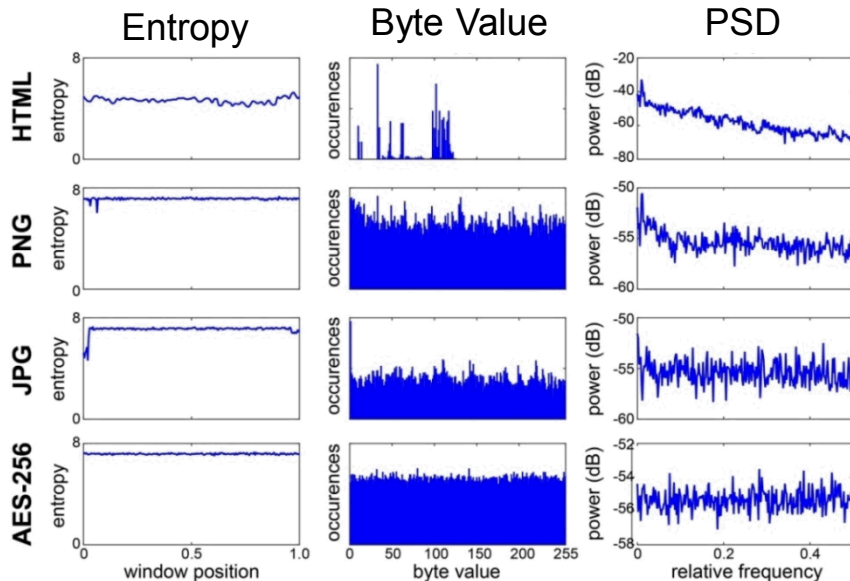 Entropy Byte Value PSD
HTML
entropy
8
0
occurences
power (dB)
-20
-40
-60
-80
PNG
entropy
8
0
occurences
power (dB)
-50
-55
-60
JPG
entropy
8
0
occurences
power (dB)
-50
-55
-60
AES-256
entropy
8
0
occurences
power (dB)
-52
-54
-56
-58
0 0.5 1.0
window position
0 50 100 150 200 255
byte value
0 0.2 0.4
relative frequency